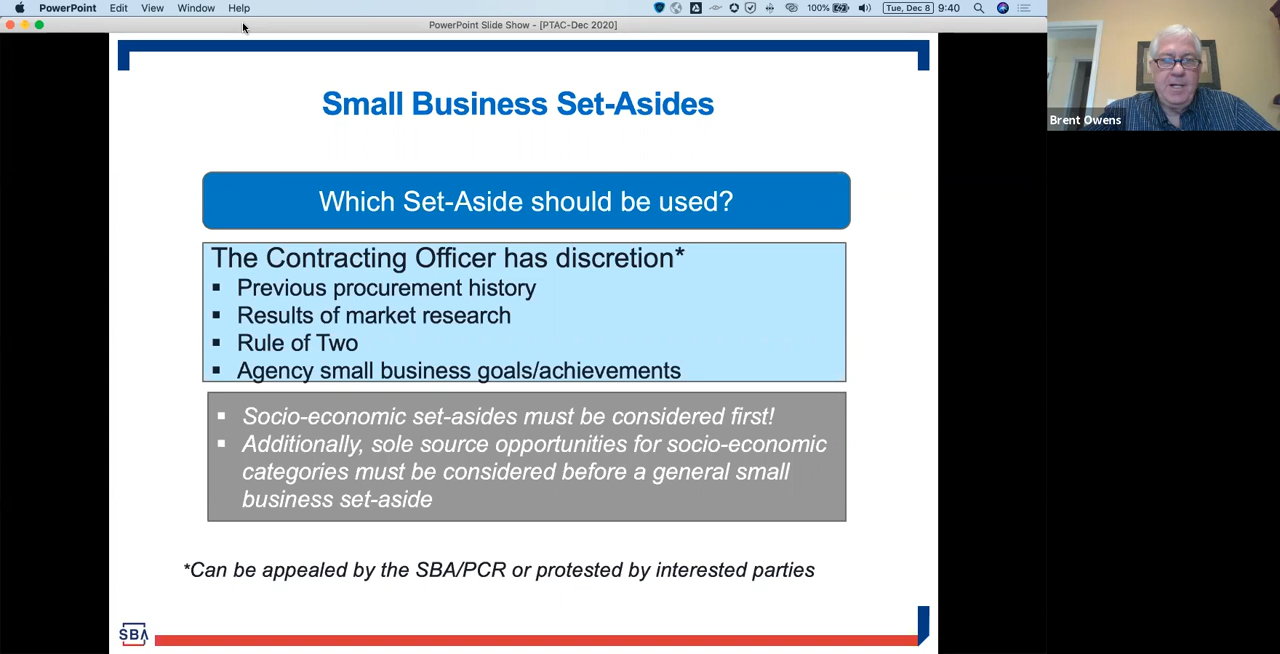 PowerPoint Edit View Window Help 100% Tue, Dec 8 9:40
PowerPoint Slide Show - [PTAC-Dec 2020]
Brent Owens
Small Business Set-Asides
Which Set-Aside should be used?
The Contracting Officer has discretion*
▪ Previous procurement history
▪ Results of market research
▪ Rule of Two
▪ Agency small business goals/achievements
▪ Socio-economic set-asides must be considered first!
▪ Additionally, sole source opportunities for socio-economic
categories must be considered before a general small
business set-aside
*Can be appealed by the SBA/PCR or protested by interested parties
SBA